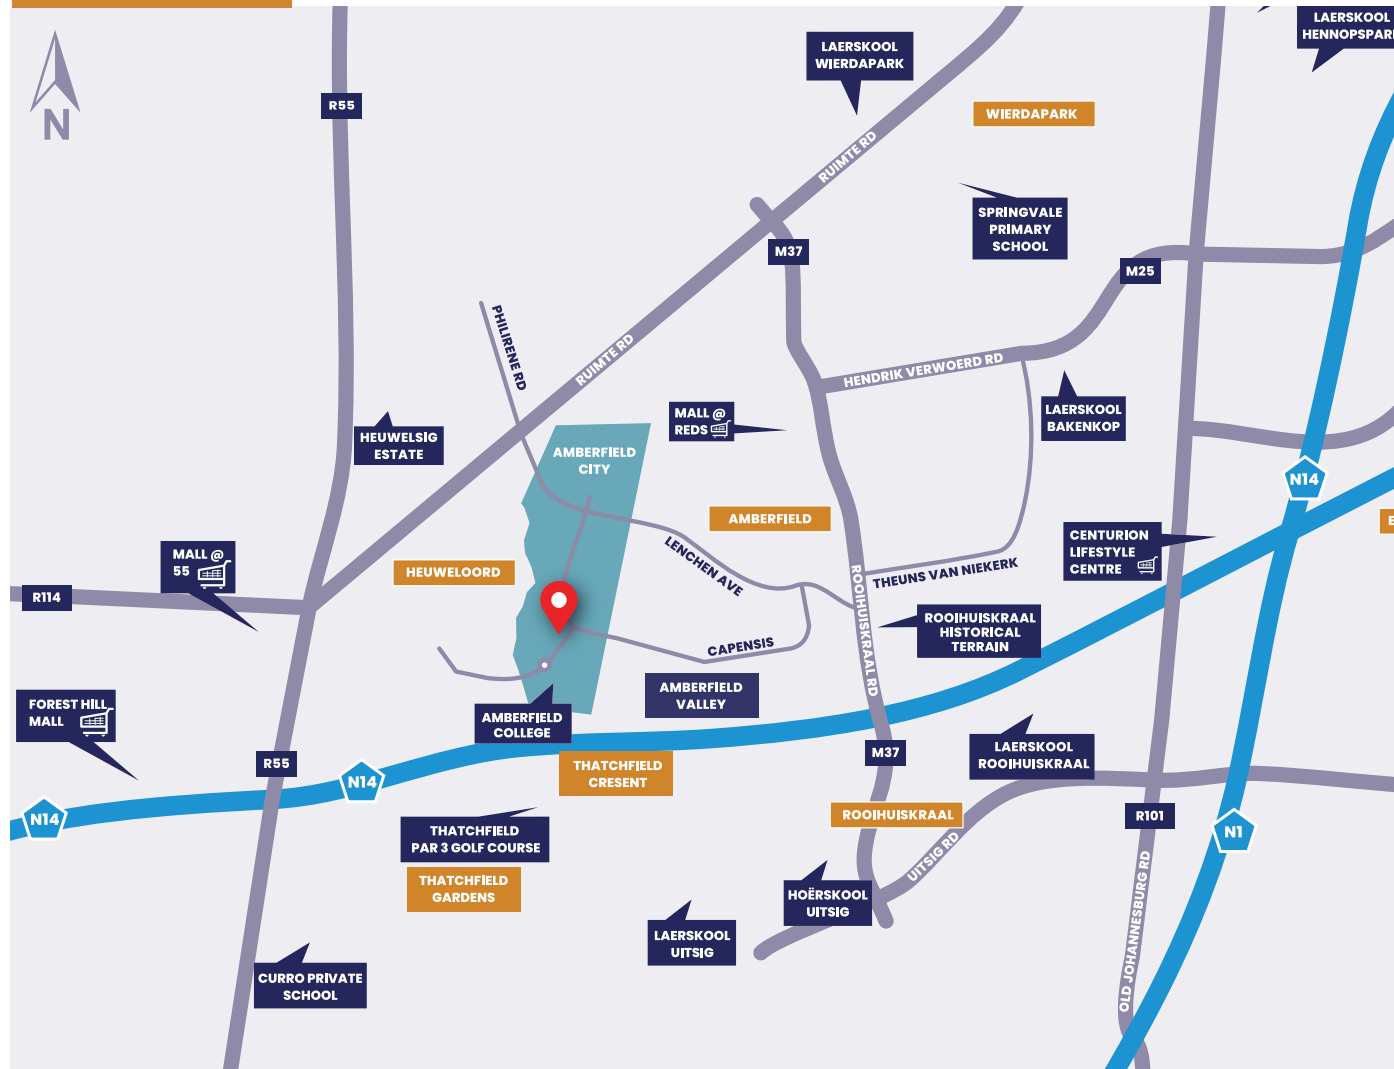 LAERSKOOL
HENNOPSPARK
LAERSKOOL
WIERDAPARK
N
R55
WIERDAPARK
RUIMTE RD
SPRINGVALE
PRIMARY
SCHOOL
M37
M25
PHILIRENE RD
RUIMTE RD
HENDRIK VERWOERD RD
MALL @
REDS
LAERSKOOL
BAKENKOP
HEUWELSIG
ESTATE
AMBERFIELD
CITY
N14
AMBERFIELD
CENTURION
LIFESTYLE
CENTRE
MALL @
55
HEUWELOORD
LENCHEN AVE
THEUNS VAN NIEKERK
R114
ROOIHUISKRAAL RD
ROOIHUISKRAAL
HISTORICAL
TERRAIN
CAPENSIS
AMBERFIELD
VALLEY
FOREST HILL
MALL
AMBERFIELD
COLLEGE
R55
M37
LAERSKOOL
ROOIHUISKRAAL
THATCHFIELD
CRESENT
N14
N14
R101
ROOIHUISKRAAL
N1
THATCHFIELD
PAR 3 GOLF COURSE
UITSIG RD
THATCHFIELD
GARDENS
HOËRSKOOL
UITSIG
OLD JOHANNESBURG RD
LAERSKOOL
UITSIG
CURRO PRIVATE
SCHOOL